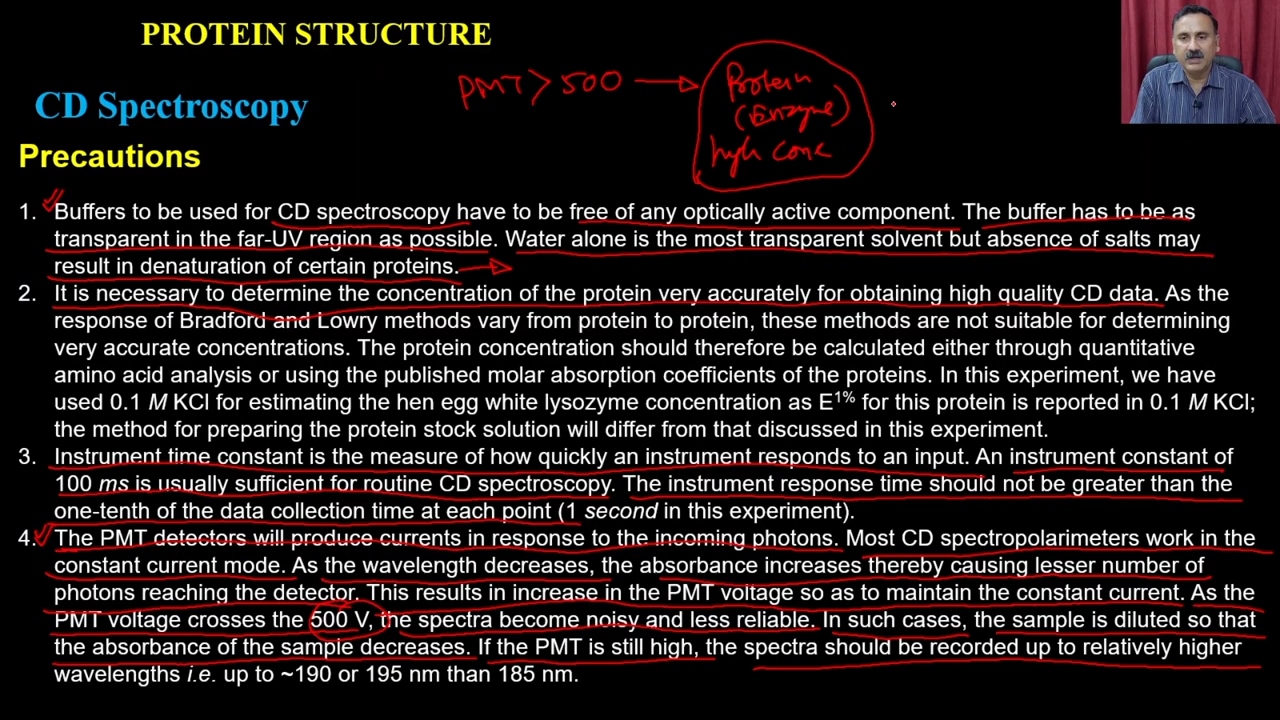 PROTEIN STRUCTURE
PMT > 500 → Protein
CD Spectroscopy
(Enzyme)
high conc
Precautions
1. Buffers to be used for CD spectroscopy have to be free of any optically active component. The buffer has to be as
transparent in the far-UV region as possible. Water alone is the most transparent solvent but absence of salts may
result in denaturation of certain proteins.
2. It is necessary to determine the concentration of the protein very accurately for obtaining high quality CD data. As the
response of Bradford and Lowry methods vary from protein to protein, these methods are not suitable for determining
very accurate concentrations. The protein concentration should therefore be calculated either through quantitative
amino acid analysis or using the published molar absorption coefficients of the proteins. In this experiment, we have
used 0.1 M KCl for estimating the hen egg white lysozyme concentration as E1% for this protein is reported in 0.1 M KCl;
the method for preparing the protein stock solution will differ from that discussed in this experiment.
3. Instrument time constant is the measure of how quickly an instrument responds to an input. An instrument constant of
100 ms is usually sufficient for routine CD spectroscopy. The instrument response time should not be greater than the
one-tenth of the data collection time at each point (1 second in this experiment).
4. The PMT detectors will produce currents in response to the incoming photons. Most CD spectropolarimeters work in the
constant current mode. As the wavelength decreases, the absorbance increases thereby causing lesser number of
photons reaching the detector. This results in increase in the PMT voltage so as to maintain the constant current. As the
PMT voltage crosses the 500 V, the spectra become noisy and less reliable. In such cases, the sample is diluted so that
the absorbance of the sample decreases. If the PMT is still high, the spectra should be recorded up to relatively higher
wavelengths i.e. up to ~190 or 195 nm than 185 nm.